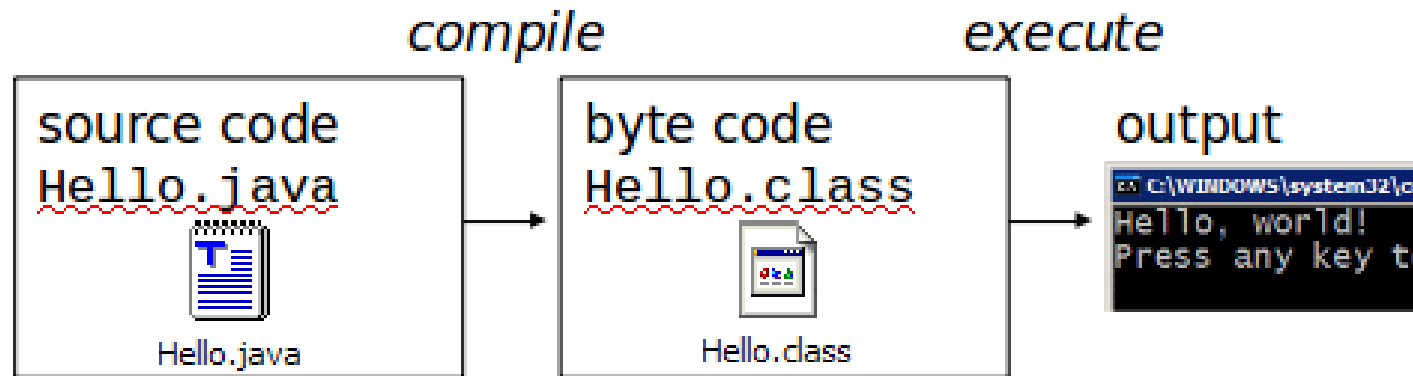 compile
execute
source code
Hello.java
Hello.java
byte code
Hello.class
Hello.class
output
C:\WINDOWS\system32\c
Hello, world!
Press any key t